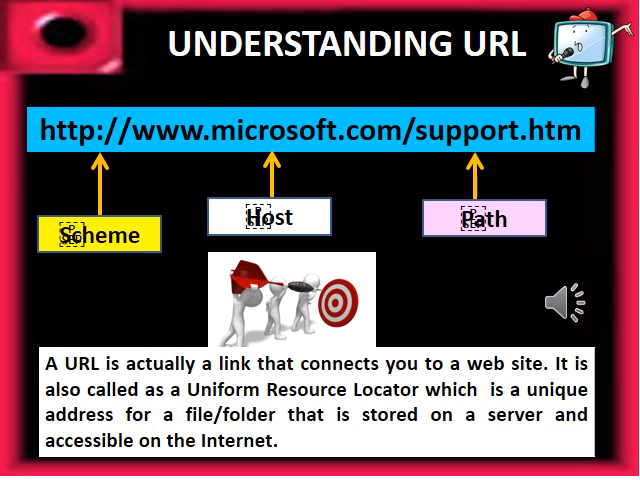 UNDERSTANDING URL
http://www.microsoft.com/support.htm
Scheme
Host
Path
A URL is actually a link that connects you to a web site. It is
also called as a Uniform Resource Locator which is a unique
address for a file/folder that is stored on a server and
accessible on the Internet.